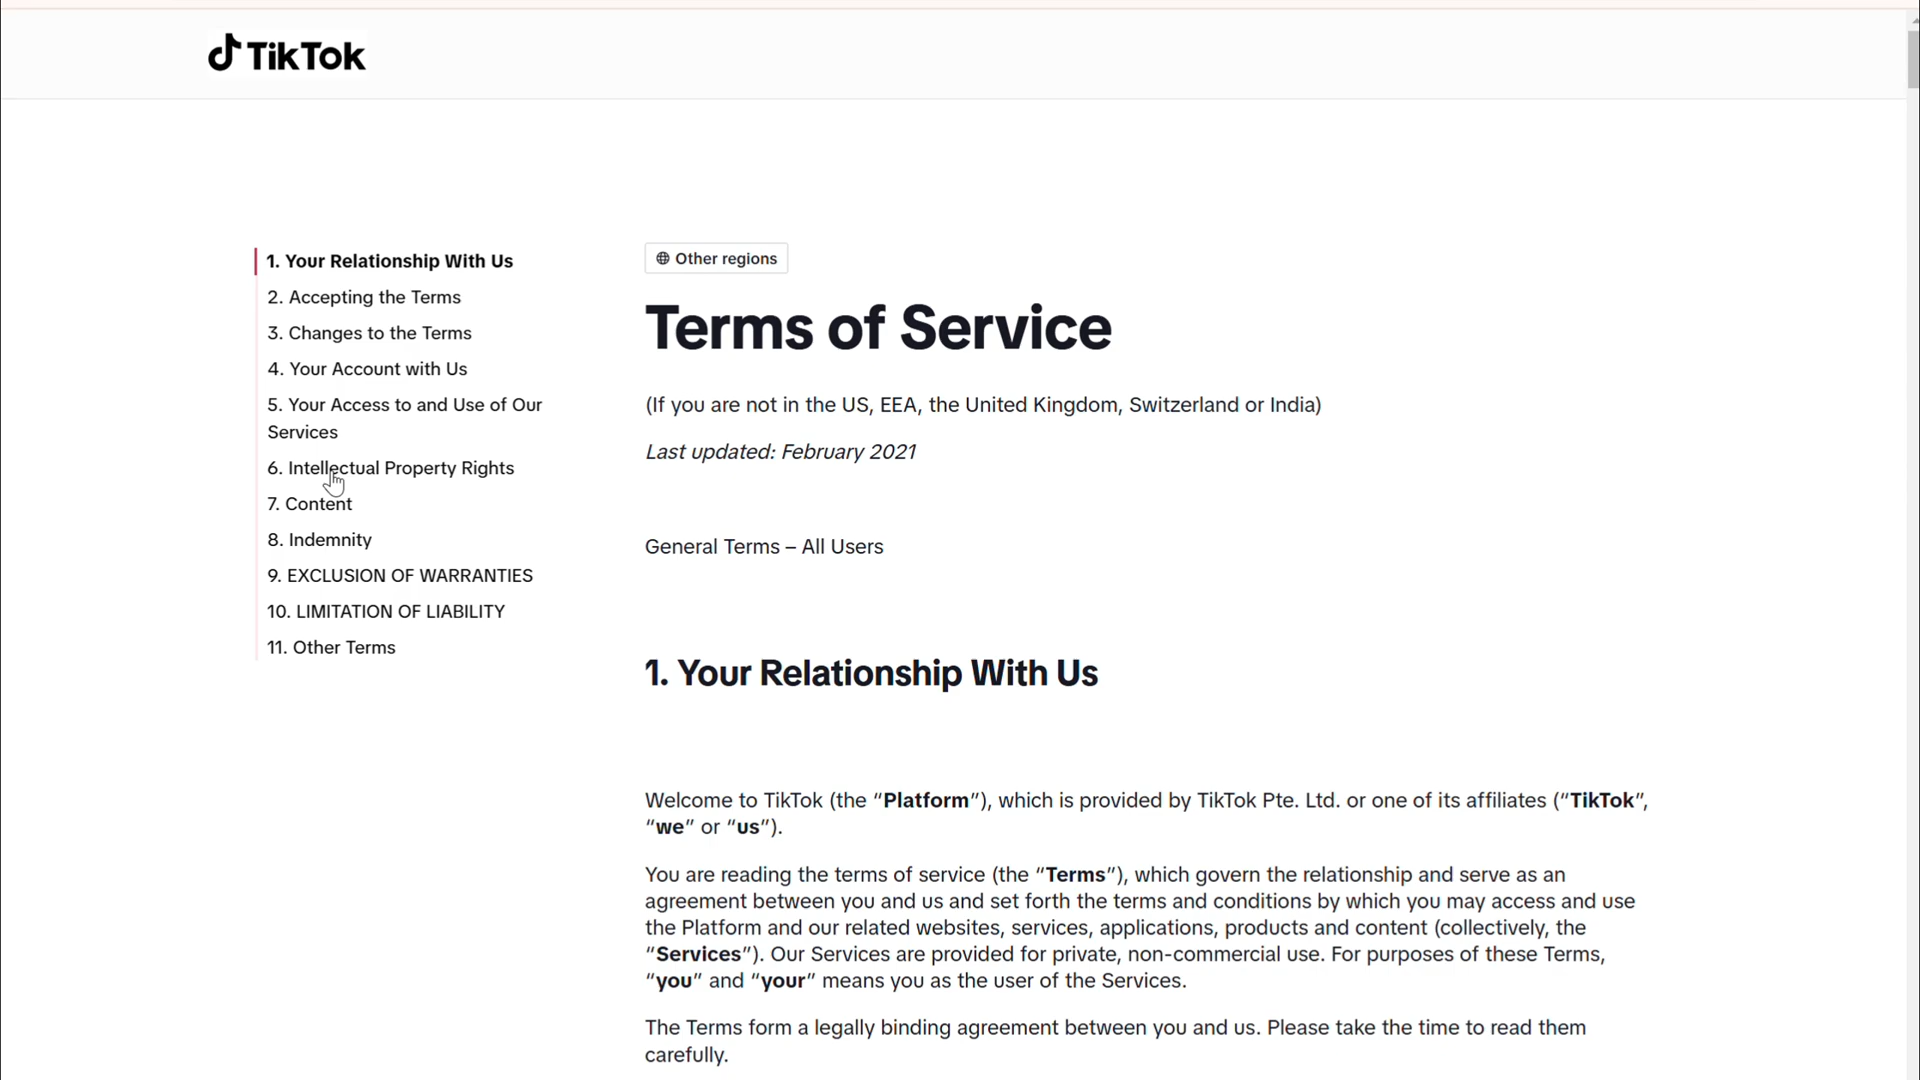 TikTok
1. Your Relationship With Us
2. Accepting the Terms
3. Changes to the Terms
4. Your Account with Us
5. Your Access to and Use of Our
Services
6. Intellectual Property Rights
7. Content
8. Indemnity
9. EXCLUSION OF WARRANTIES
10. LIMITATION OF LIABILITY
11. Other Terms
Other regions
Terms of Service
(If you are not in the US, EEA, the United Kingdom, Switzerland or India)
Last updated: February 2021
General Terms – All Users
1. Your Relationship With Us
Welcome to TikTok (the “Platform”), which is provided by TikTok Pte. Ltd. or one of its affiliates (“TikTok”,
“we” or “us”).
You are reading the terms of service (the “Terms”), which govern the relationship and serve as an
agreement between you and us and set forth the terms and conditions by which you may access and use
the Platform and our related websites, services, applications, products and content (collectively, the
“Services”). Our Services are provided for private, non-commercial use. For purposes of these Terms,
“you” and “your” means you as the user of the Services.
The Terms form a legally binding agreement between you and us. Please take the time to read them
carefully.